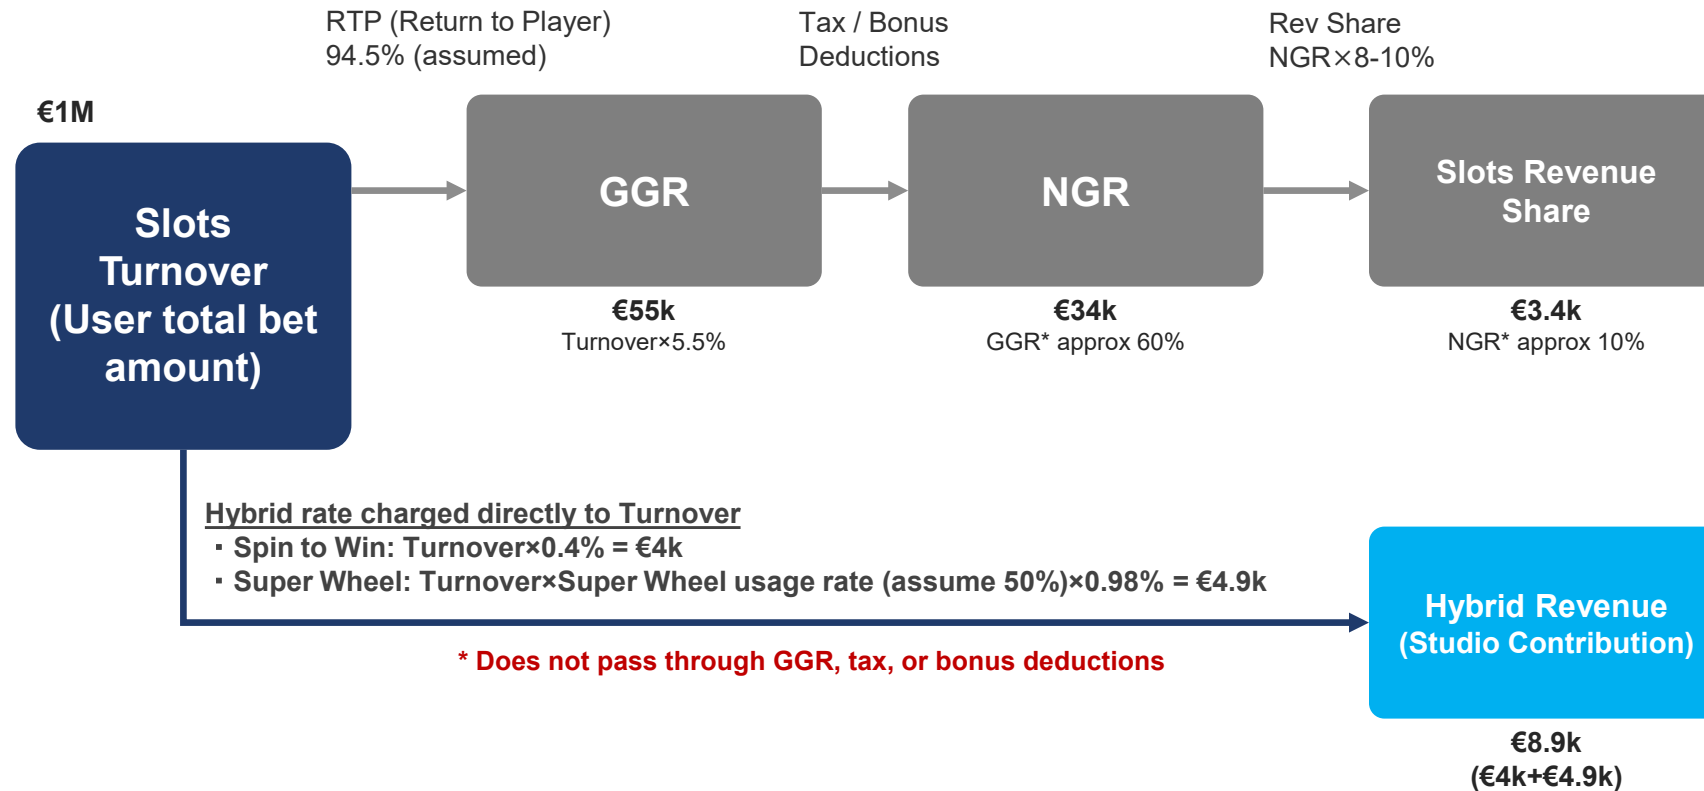 RTP (Return to Player)
94.5% (assumed)
Tax / Bonus
Deductions
Rev Share
NGR×8-10%
€1M
Slots
Turnover
(User total bet
amount)
GGR
NGR
Slots Revenue
Share
€55k
Turnover×5.5%
€34k
GGR* approx 60%
€3.4k
NGR* approx 10%
Hybrid rate charged directly to Turnover
・Spin to Win: Turnover×0.4% = €4k
・Super Wheel: Turnover×Super Wheel usage rate (assume 50%)×0.98% = €4.9k
* Does not pass through GGR, tax, or bonus deductions
Hybrid Revenue
(Studio Contribution)
€8.9k
(€4k+€4.9k)